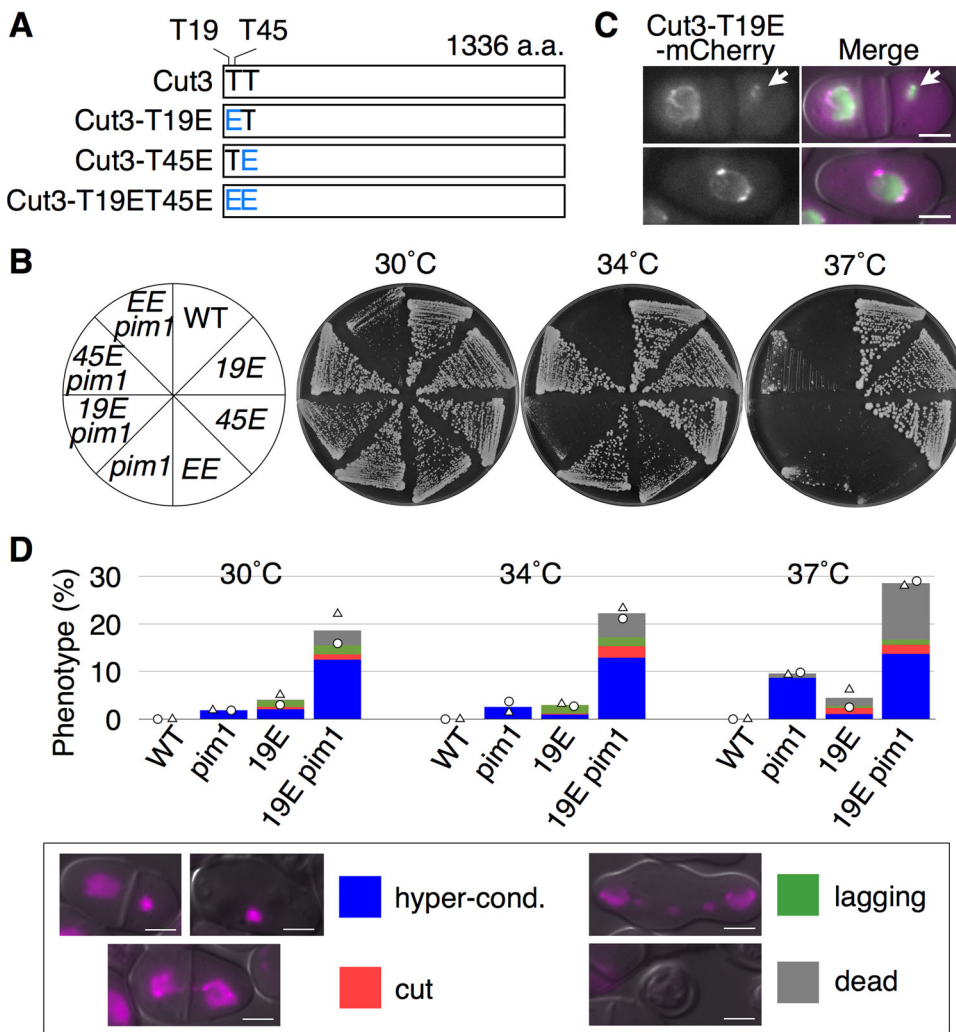 A
T19 T45
1336 a.a.
Cut3 TT
Cut3-T19E ET
Cut3-T45E TE
Cut3-T19ET45E EE
C
Cut3-T19E
-mCherry
Merge
B
30˚C 34˚C 37˚C
EE
pim1
WT
45E
pim1
19E
19E
pim1
45E
pim1
EE
D
Phenotype (%)
30
20
10
0
30˚C
34˚C
37˚C
WT
pim1
19E
19E pim1
WT
pim1
19E
19E pim1
WT
pim1
19E
19E pim1
hyper-cond.
lagging
cut
dead